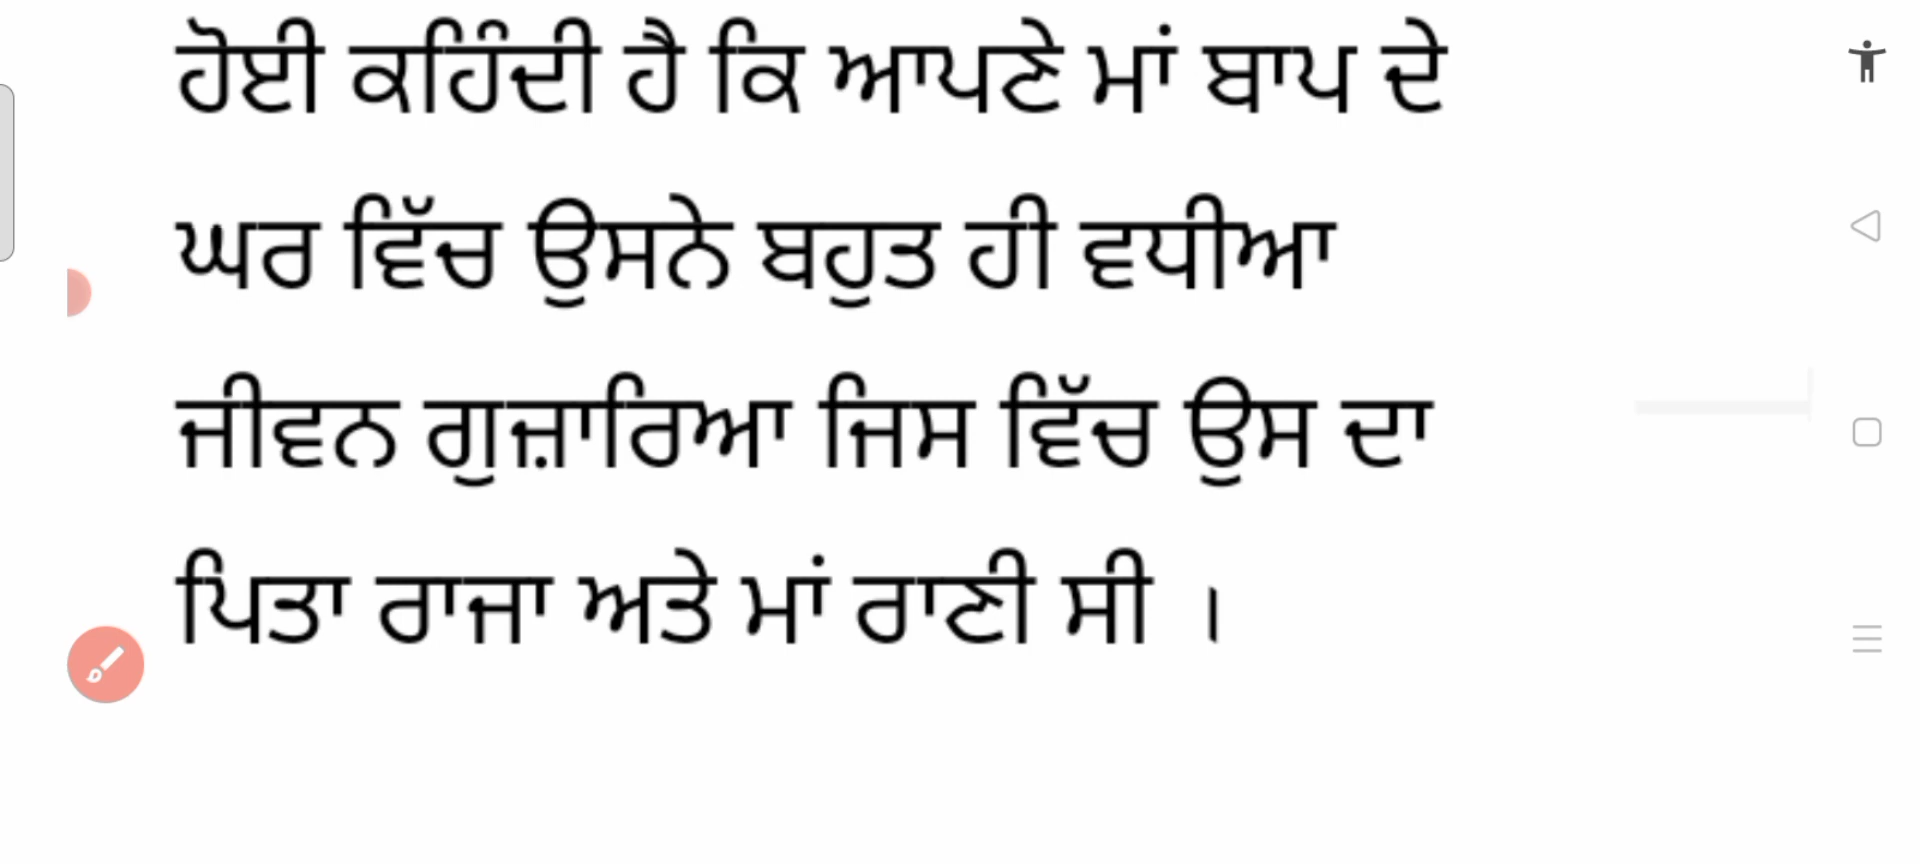 ਹੋਈ ਕਹਿੰਦੀ ਹੈ ਕਿ ਆਪਣੇ ਮਾਂ ਬਾਪ ਦੇ
ਘਰ ਵਿੱਚ ਉਸਨੇ ਬਹੁਤ ਹੀ ਵਧੀਆ
ਜੀਵਨ ਗੁਜ਼ਾਰਿਆ ਜਿਸ ਵਿੱਚ ਉਸ ਦਾ
ਪਿਤਾ ਰਾਜਾ ਅਤੇ ਮਾਂ ਰਾਣੀ ਸੀ ।